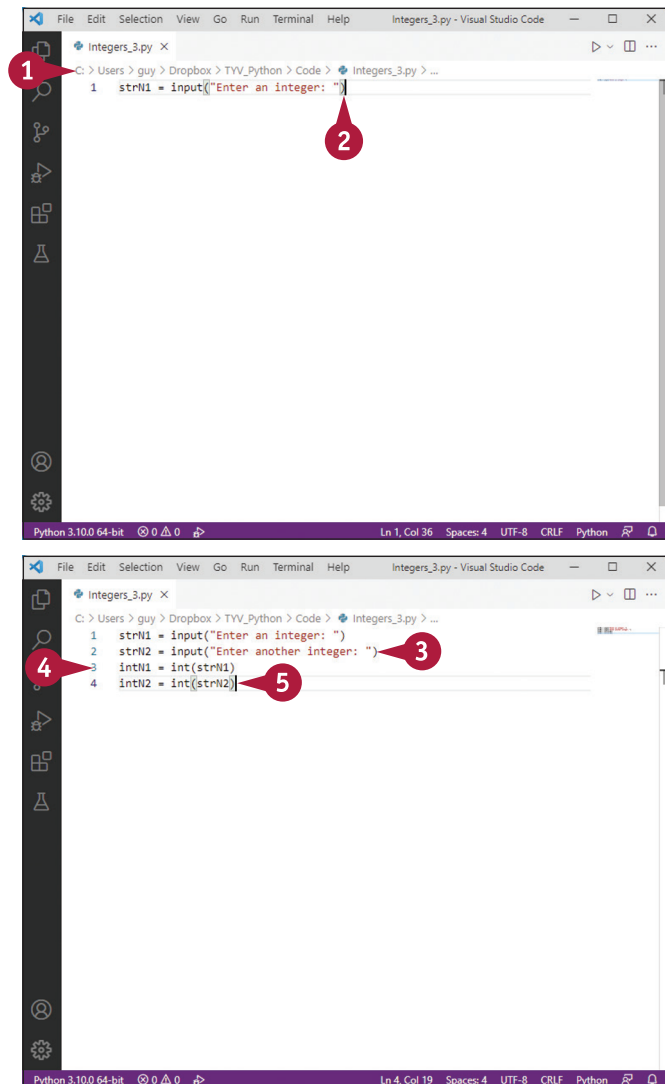 File Edit Selection View Go Run Terminal Help Integers_3.py - Visual Studio Code
Integers_3.py
C: > Users > guy > Dropbox > TYV_Python > Code > Integers_3.py > ...
1
1 strN1 = input("Enter an integer: ")
2
Python 3.10.0 64-bit 0 0 Ln 1, Col 36 Spaces: 4 UTF-8 CRLF Python
File Edit Selection View Go Run Terminal Help Integers_3.py - Visual Studio Code
Integers_3.py
C: > Users > guy > Dropbox > TYV_Python > Code > Integers_3.py > ...
1 strN1 = input("Enter an integer: ")
2 strN2 = input("Enter another integer: ")
3
4
3 intN1 = int(strN1)
4 intN2 = int(strN2)
5
Python 3.10.0 64-bit 0 0 Ln 4, Col 19 Spaces: 4 UTF-8 CRLF Python